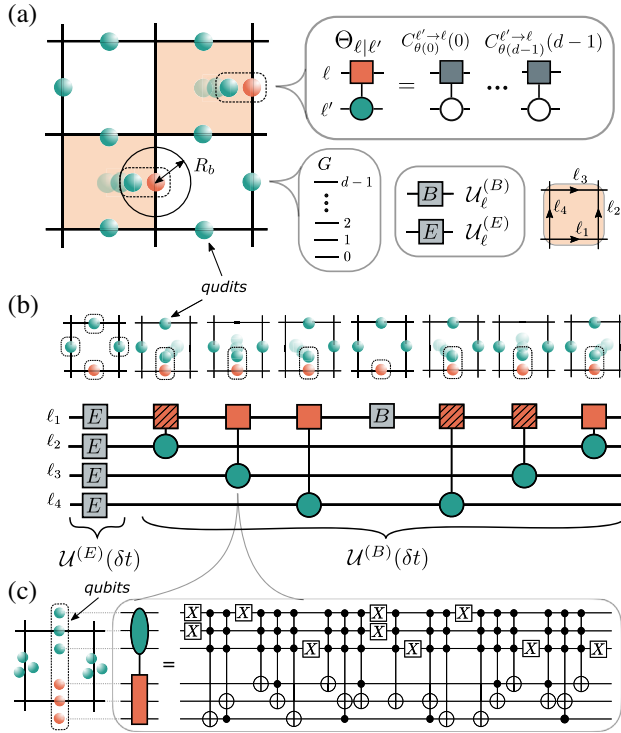 (a)
R_b
qudits
Θ_{ℓ|ℓ′}
C^{ℓ′→ℓ}_{θ(0)}(0)
C^{ℓ′→ℓ}_{θ(d−1)}(d−1)
ℓ
=
...
ℓ′
G
d−1
⋮
2
1
0
B
𝒰_ℓ^{(B)}
E
𝒰_ℓ^{(E)}
ℓ_3
ℓ_4
ℓ_2
ℓ_1
(b)
ℓ_1 E B
ℓ_2 E
ℓ_3 E
ℓ_4 E
𝒰^{(E)}(δt)
𝒰^{(B)}(δt)
(c)
qubits
=
X X X X
X X
X X X X